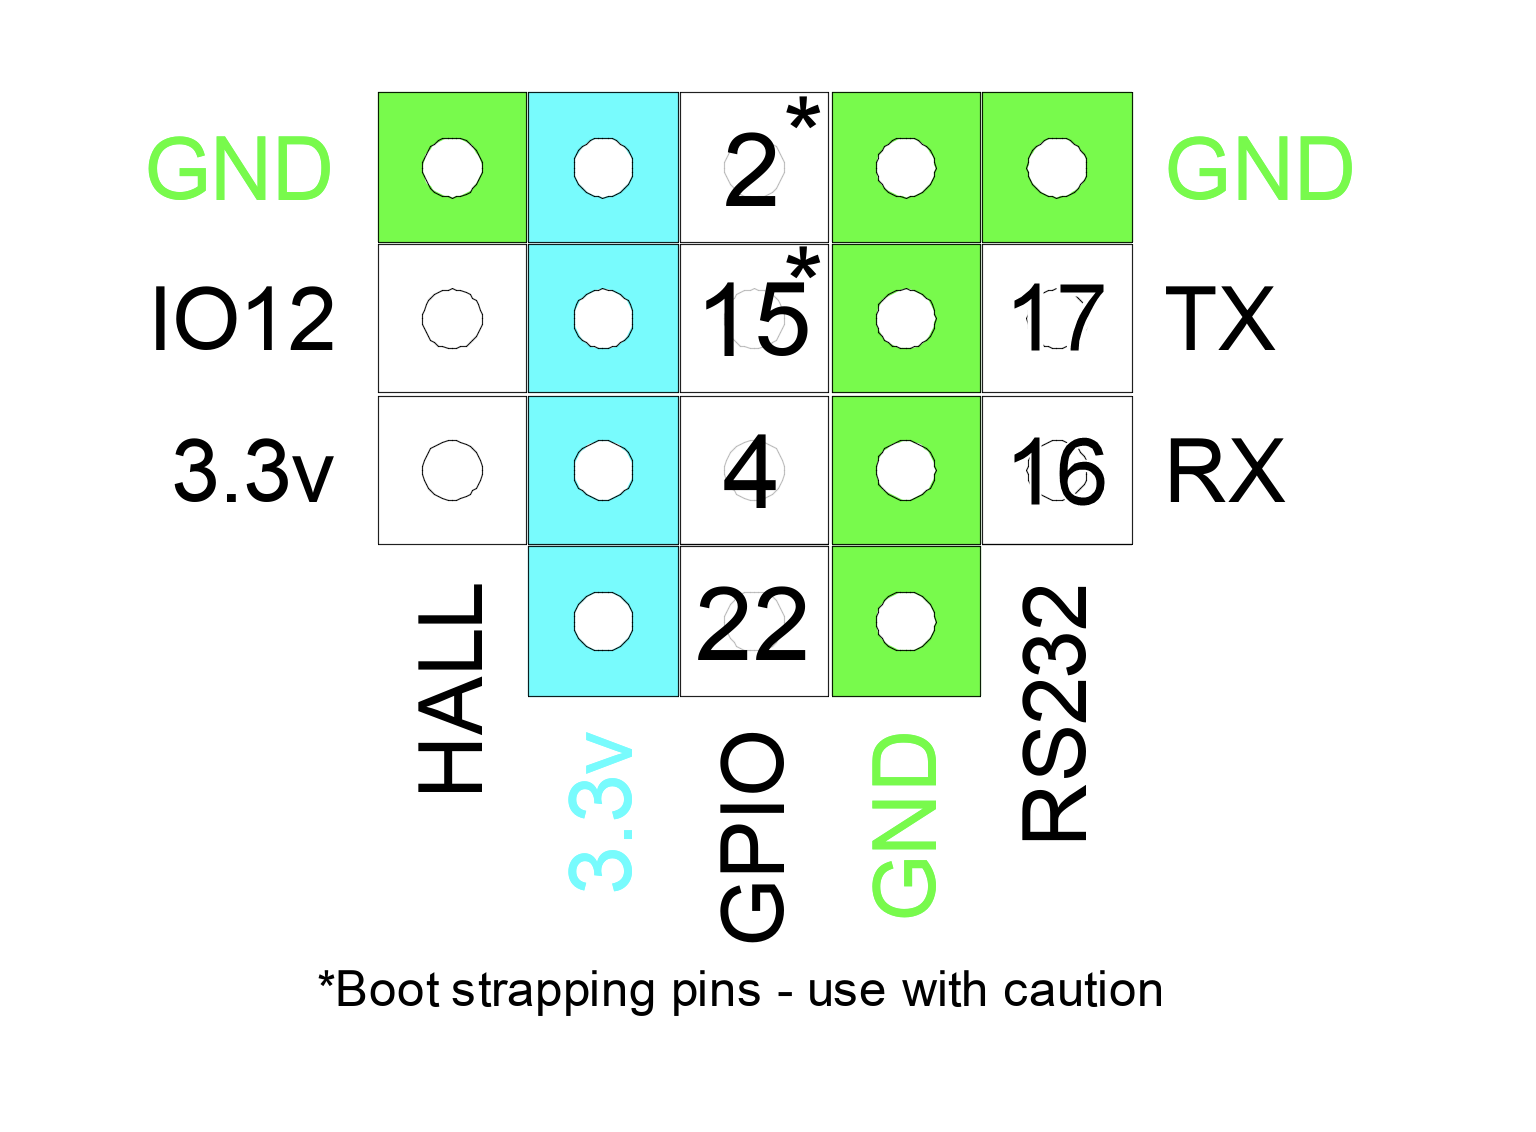 GND 2* GND
IO12 15* 17 TX
3.3v 4 16 RX
22
HALL
3.3v
GPIO
GND
RS232
*Boot strapping pins - use with caution